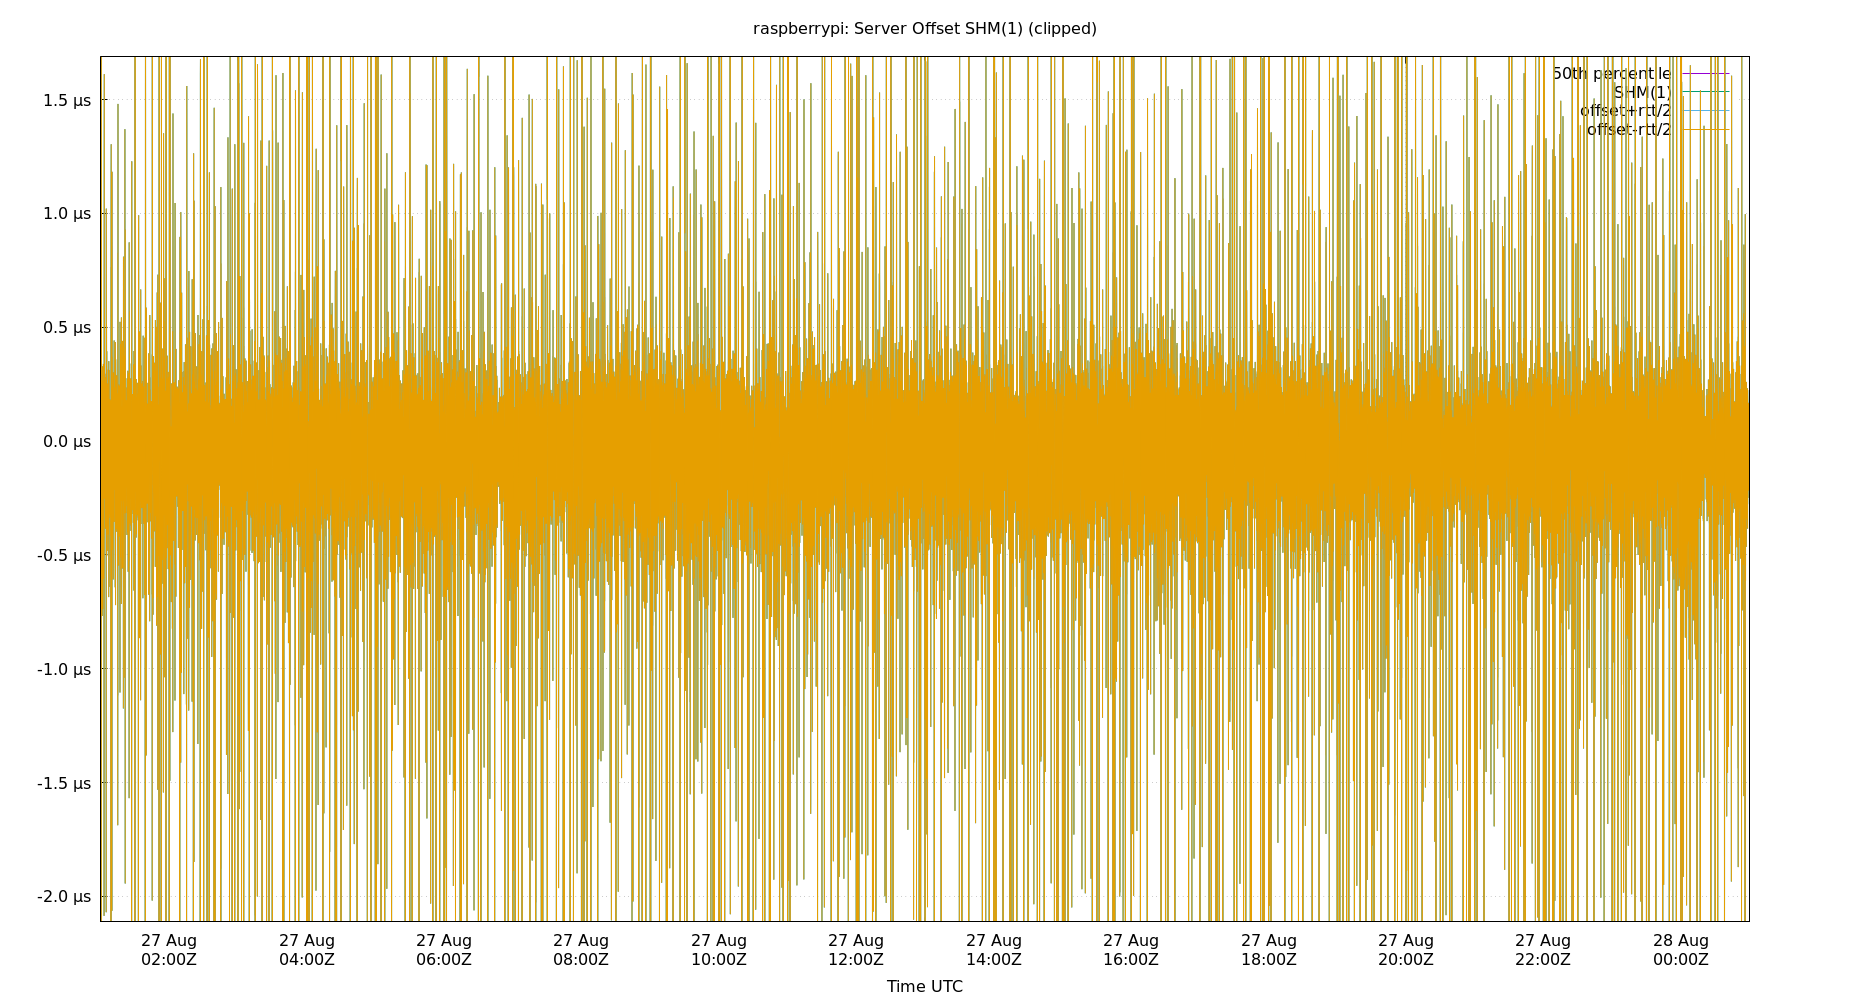 raspberrypi: Server Offset SHM(1) (clipped)
50th percentile
SHM(1)
offset+rtt/2
offset-rtt/2
1.5 µs
1.0 µs
0.5 µs
0.0 µs
-0.5 µs
-1.0 µs
-1.5 µs
-2.0 µs
27 Aug 27 Aug 27 Aug 27 Aug 27 Aug 27 Aug 27 Aug 27 Aug 27 Aug 27 Aug 27 Aug 28 Aug
02:00Z 04:00Z 06:00Z 08:00Z 10:00Z 12:00Z 14:00Z 16:00Z 18:00Z 20:00Z 22:00Z 00:00Z
Time UTC